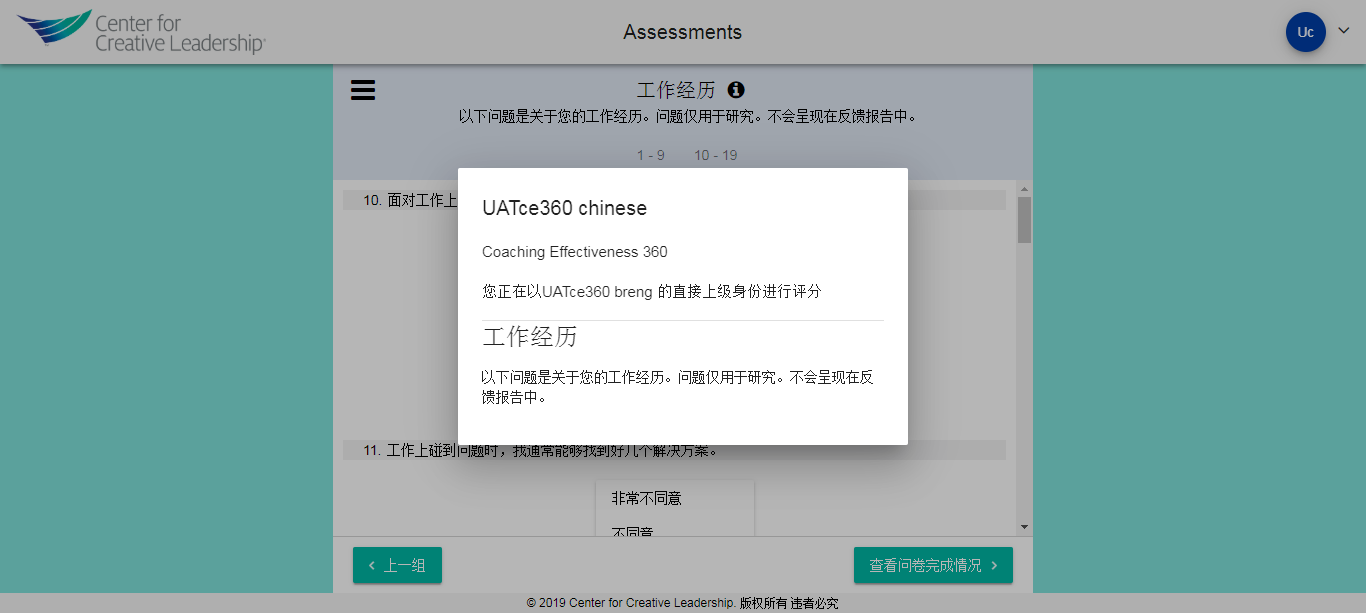 Center for
Creative Leadership®
Assessments
Uc
工作经历
以下问题是关于您的工作经历。问题仅用于研究。不会呈现在反馈报告中。
1 - 9 10 - 19
10. 面对工作上
UATce360 chinese
Coaching Effectiveness 360
您正在以UATce360 breng 的直接上级身份进行评分
工作经历
以下问题是关于您的工作经历。问题仅用于研究。不会呈现在反
馈报告中。
11. 工作上碰到问题时，我通常能够找到好几个解决方案。
非常不同意
不同意
上一组
查看问卷完成情况
© 2019 Center for Creative Leadership. 版权所有 违者必究